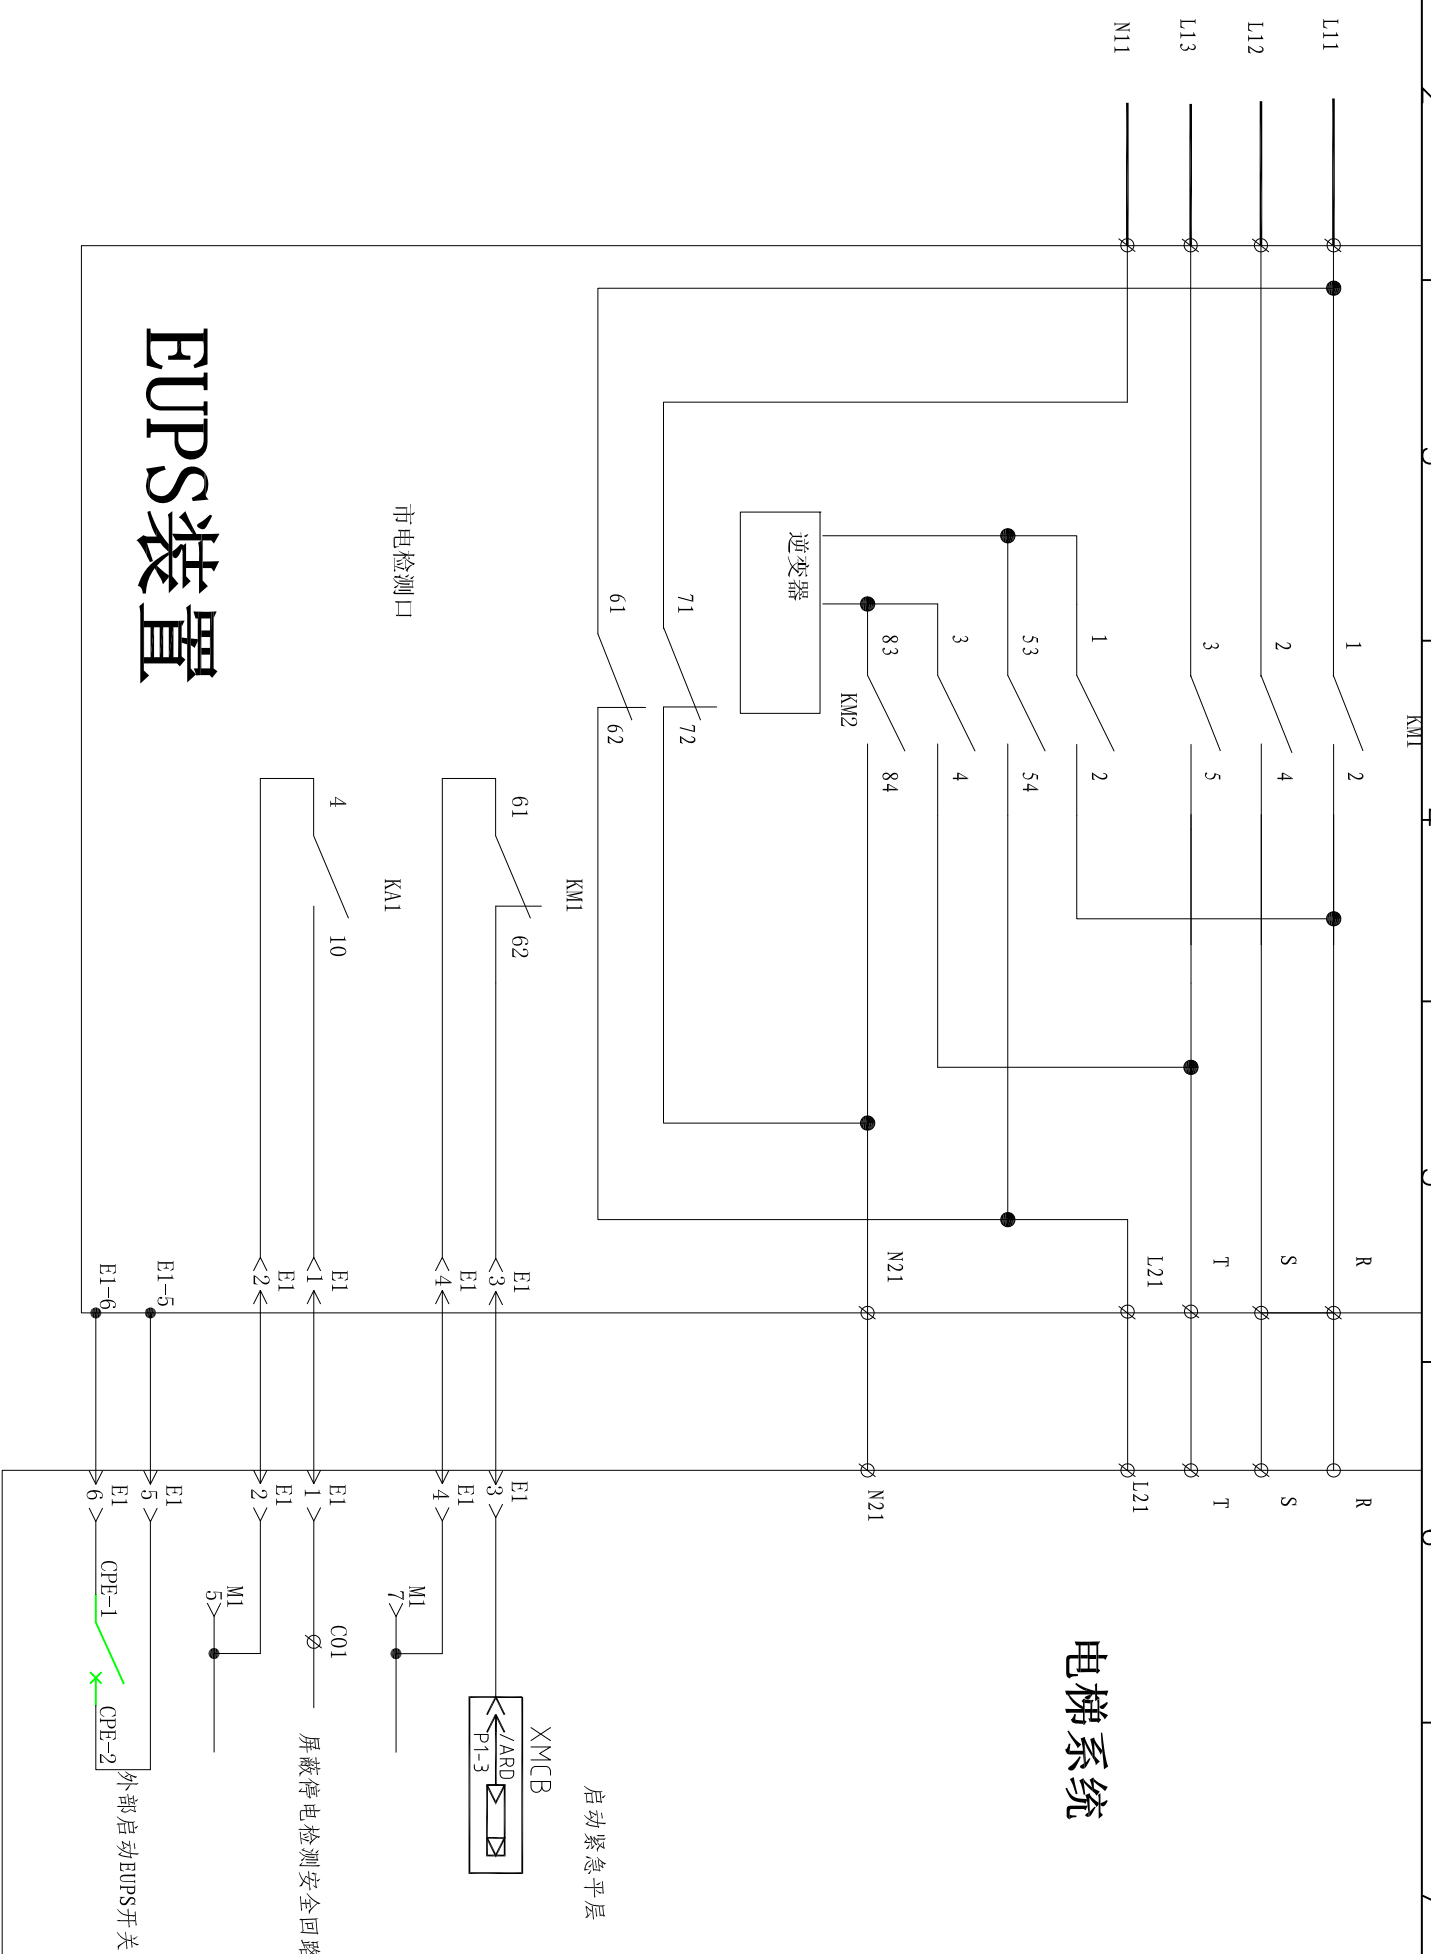 KM1
L11 1 2 R R
L12 2 4 S S
L13 3 5 T T
N11 L21 L21
1 2
电梯系统
53 54
3 4
83 84 N21 N21
KM2
逆变器
71 72
61 62
启动紧急平层
KM1
XMCB
61 62 E1 E1
3 3 /ARD
P1-3
E1 E1
4 4 M1
7
市电检测口
KA1
4 10 E1 E1 C01
1 1 屏蔽停电检测安全回路
E1 E1
2 2 M1
5
EUPS装置
E1-5 E1
5
E1-6 E1
6 CPE-1 CPE-2
外部启动EUPS开关